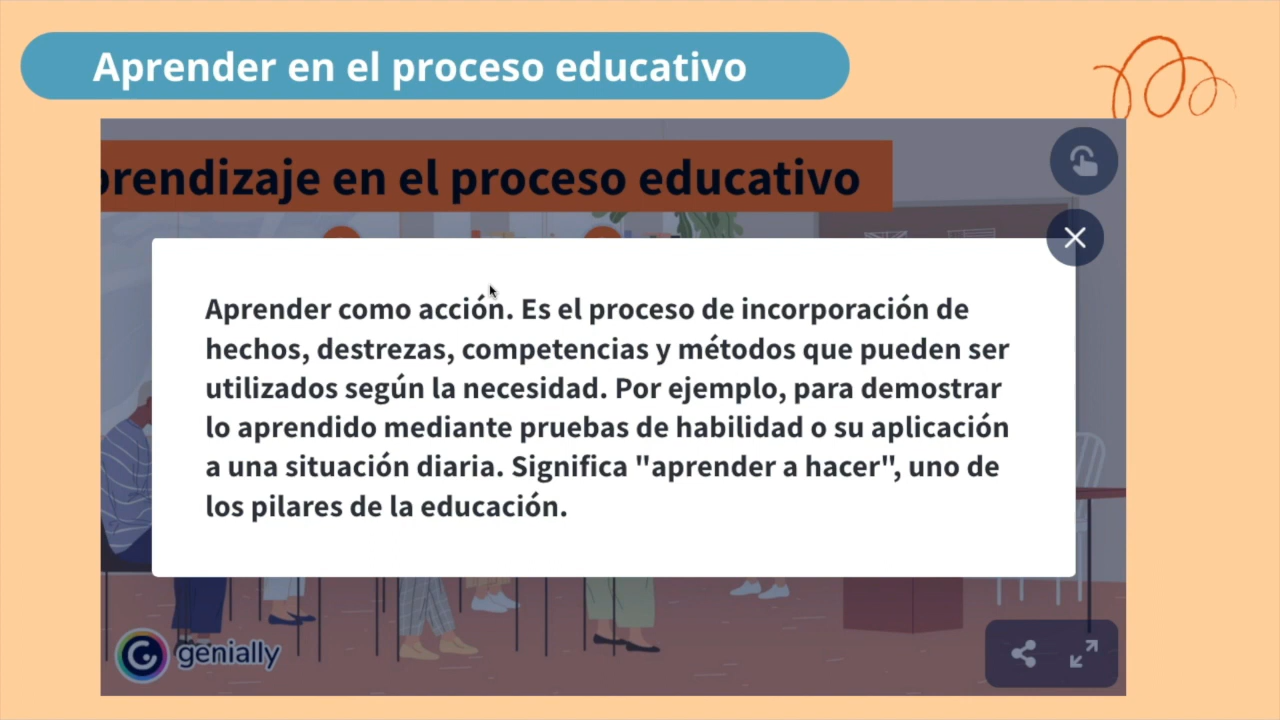 Aprender en el proceso educativo
prendizaje en el proceso educativo
Aprender como acción. Es el proceso de incorporación de
hechos, destrezas, competencias y métodos que pueden ser
utilizados según la necesidad. Por ejemplo, para demostrar
lo aprendido mediante pruebas de habilidad o su aplicación
a una situación diaria. Significa "aprender a hacer", uno de
los pilares de la educación.
genially